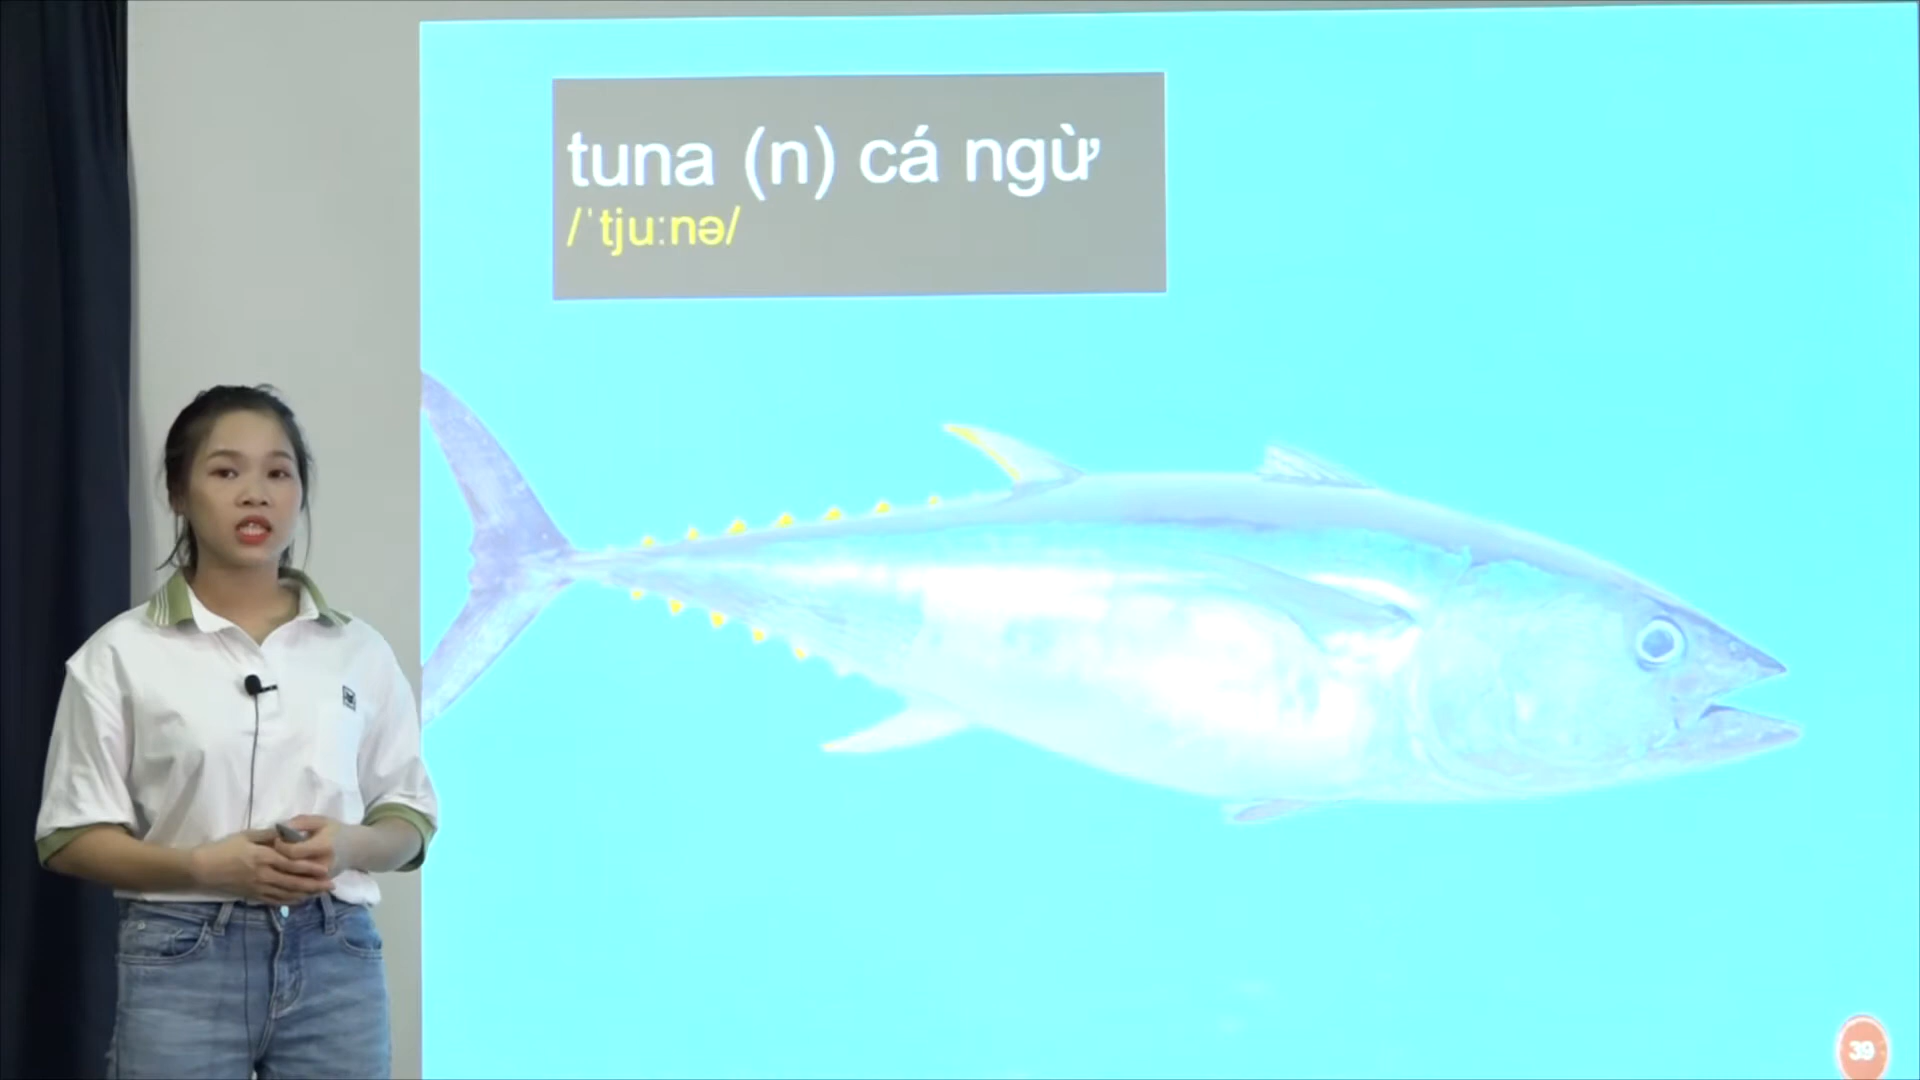 tuna (n) cá ngừ
/ˈtjuːnə/
39